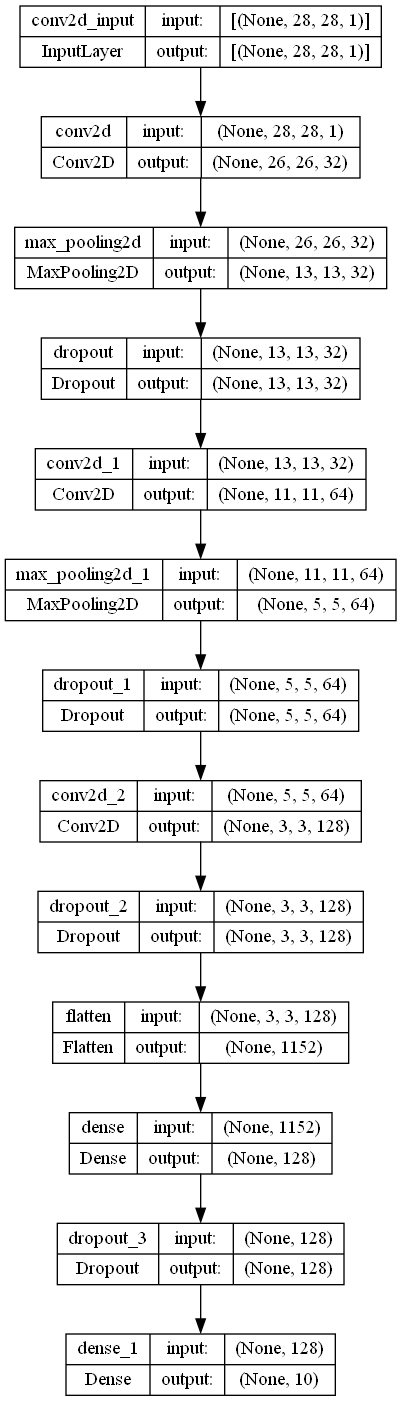 conv2d_input input: [(None, 28, 28, 1)]
InputLayer output: [(None, 28, 28, 1)]
conv2d input: (None, 28, 28, 1)
Conv2D output: (None, 26, 26, 32)
max_pooling2d input: (None, 26, 26, 32)
MaxPooling2D output: (None, 13, 13, 32)
dropout input: (None, 13, 13, 32)
Dropout output: (None, 13, 13, 32)
conv2d_1 input: (None, 13, 13, 32)
Conv2D output: (None, 11, 11, 64)
max_pooling2d_1 input: (None, 11, 11, 64)
MaxPooling2D output: (None, 5, 5, 64)
dropout_1 input: (None, 5, 5, 64)
Dropout output: (None, 5, 5, 64)
conv2d_2 input: (None, 5, 5, 64)
Conv2D output: (None, 3, 3, 128)
dropout_2 input: (None, 3, 3, 128)
Dropout output: (None, 3, 3, 128)
flatten input: (None, 3, 3, 128)
Flatten output: (None, 1152)
dense input: (None, 1152)
Dense output: (None, 128)
dropout_3 input: (None, 128)
Dropout output: (None, 128)
dense_1 input: (None, 128)
Dense output: (None, 10)